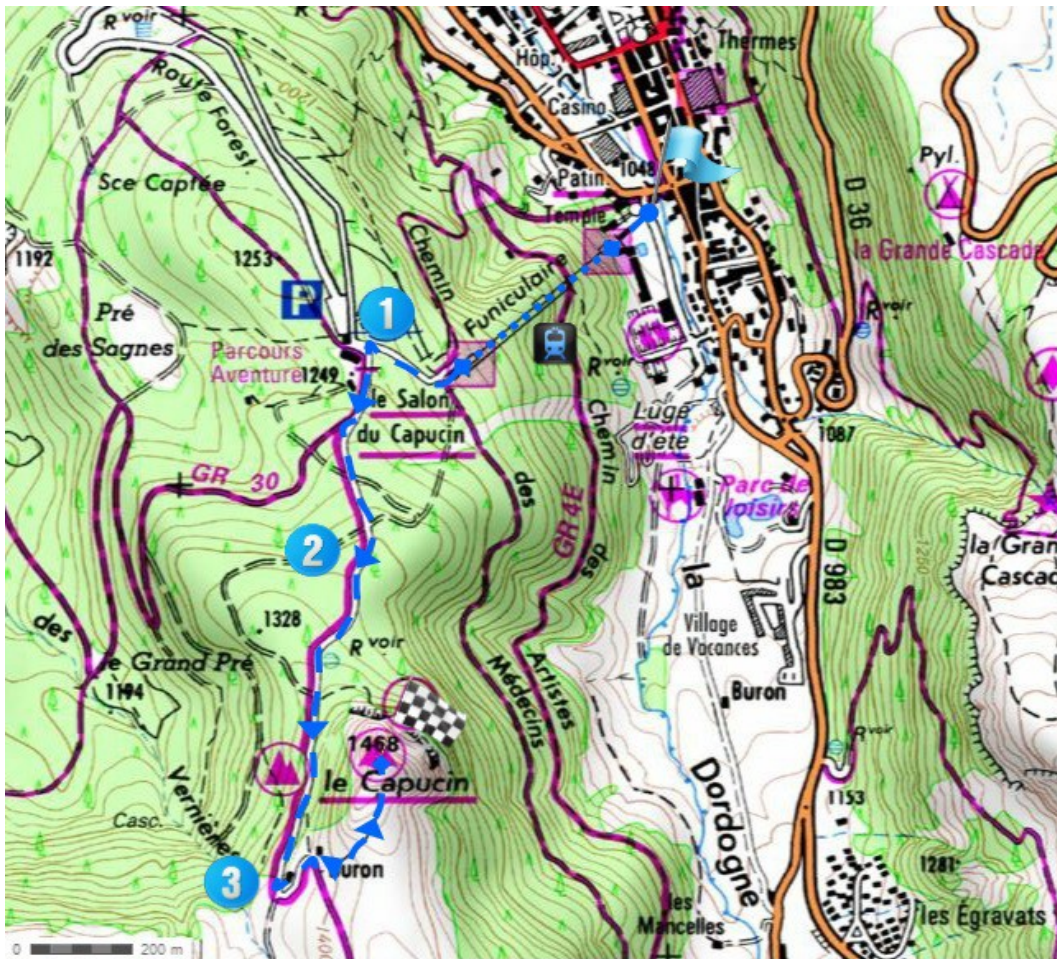 R voir
Route Forest.
1200
Hôp.
Thermes
Casino
Sce Captée
Patin.
1048
Pyl.
D 36
Temple
1192
1253
Chemin
Funiculaire
la Grande Cascade
P
1
Pré
des Sagnes
Parcours
Aventure
1249
R voir
R voir
le Salon
du Capucin
Chemin
Luge
d'été
1087
GR 30
des
GR 4E
Parc de
loisirs
la
la Gran
Cascad
2
des
D 983
1250
1328
des
R voir
Village
de Vacances
le Grand Pré
1194
Médecins
Artistes
Buron
R voir
1468
Vernière
le Capucin
Dordogne
Casc.
1153
3
Buron
1281
les Égravats
les
Mancelles
1400
0
200 m